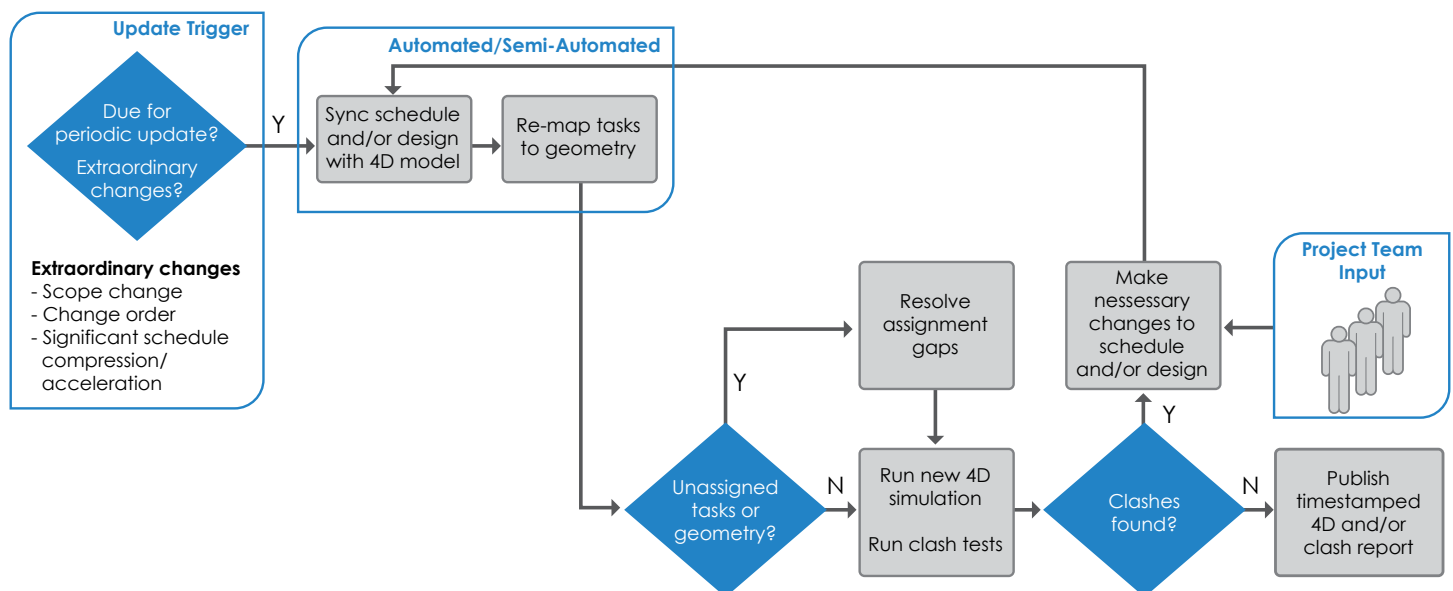 Update Trigger
Due for
periodic update?
Extraordinary
changes?
Y
Extraordinary changes
- Scope change
- Change order
- Significant schedule
compression/
acceleration
Automated/Semi-Automated
Sync schedule
and/or design
with 4D model
Re-map tasks
to geometry
Unassigned
tasks or
geometry?
Y
N
Resolve
assignment
gaps
Run new 4D
simulation
Run clash tests
Clashes
found?
Y
N
Make
nessessary
changes to
schedule
and/or design
Project Team
Input
Publish
timestamped
4D and/or
clash report